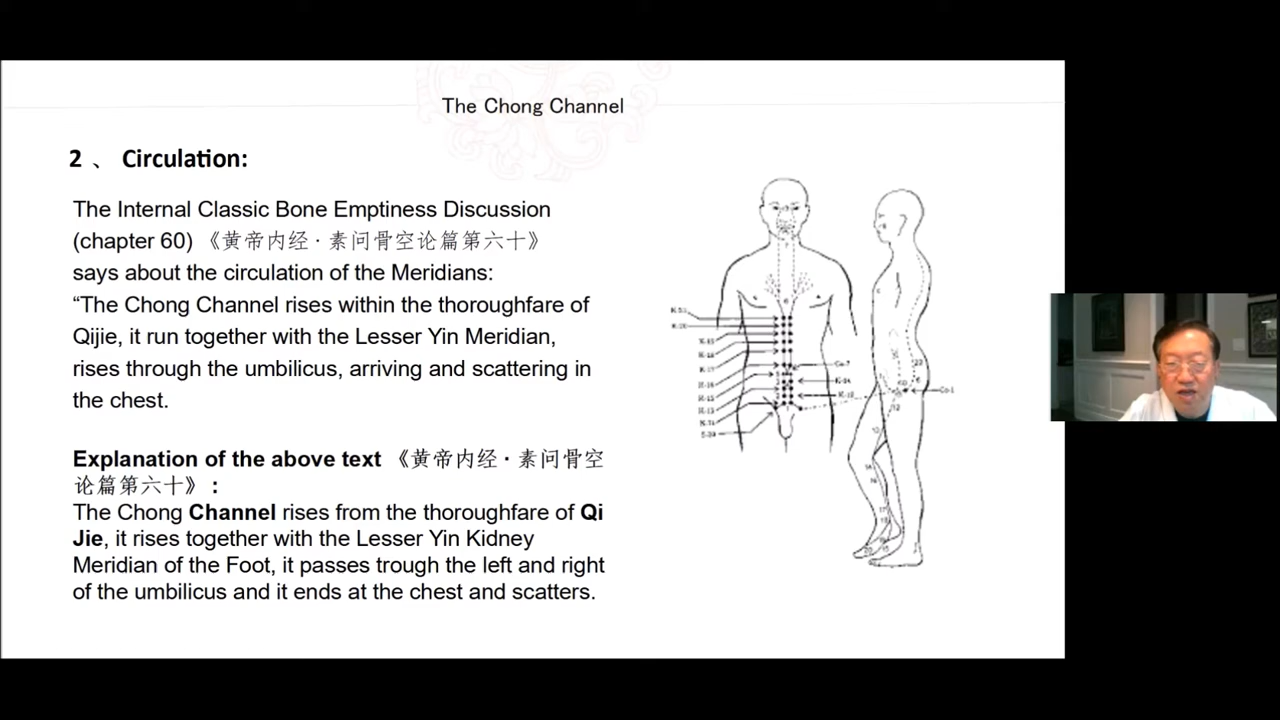 The Chong Channel
2 、 Circulation:
The Internal Classic Bone Emptiness Discussion
(chapter 60) 《黄帝内经·素问骨空论篇第六十》
says about the circulation of the Meridians:
“The Chong Channel rises within the thoroughfare of
Qijie, it run together with the Lesser Yin Meridian,
rises through the umbilicus, arriving and scattering in
the chest.
Explanation of the above text 《黄帝内经·素问骨空
论篇第六十》 :
The Chong Channel rises from the thoroughfare of Qi
Jie, it rises together with the Lesser Yin Kidney
Meridian of the Foot, it passes trough the left and right
of the umbilicus and it ends at the chest and scatters.